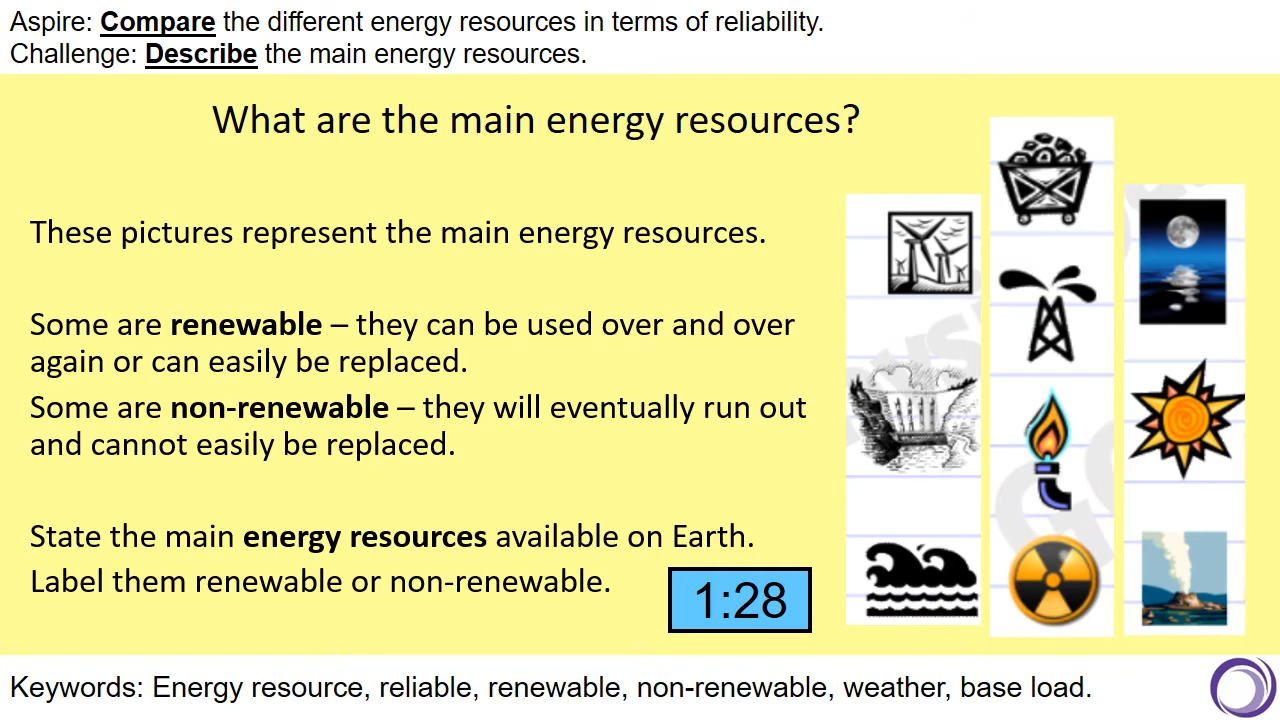 Aspire: Compare the different energy resources in terms of reliability.
Challenge: Describe the main energy resources.
What are the main energy resources?
These pictures represent the main energy resources.
Some are renewable – they can be used over and over
again or can easily be replaced.
Some are non-renewable – they will eventually run out
and cannot easily be replaced.
State the main energy resources available on Earth.
Label them renewable or non-renewable.
1:28
Keywords: Energy resource, reliable, renewable, non-renewable, weather, base load.